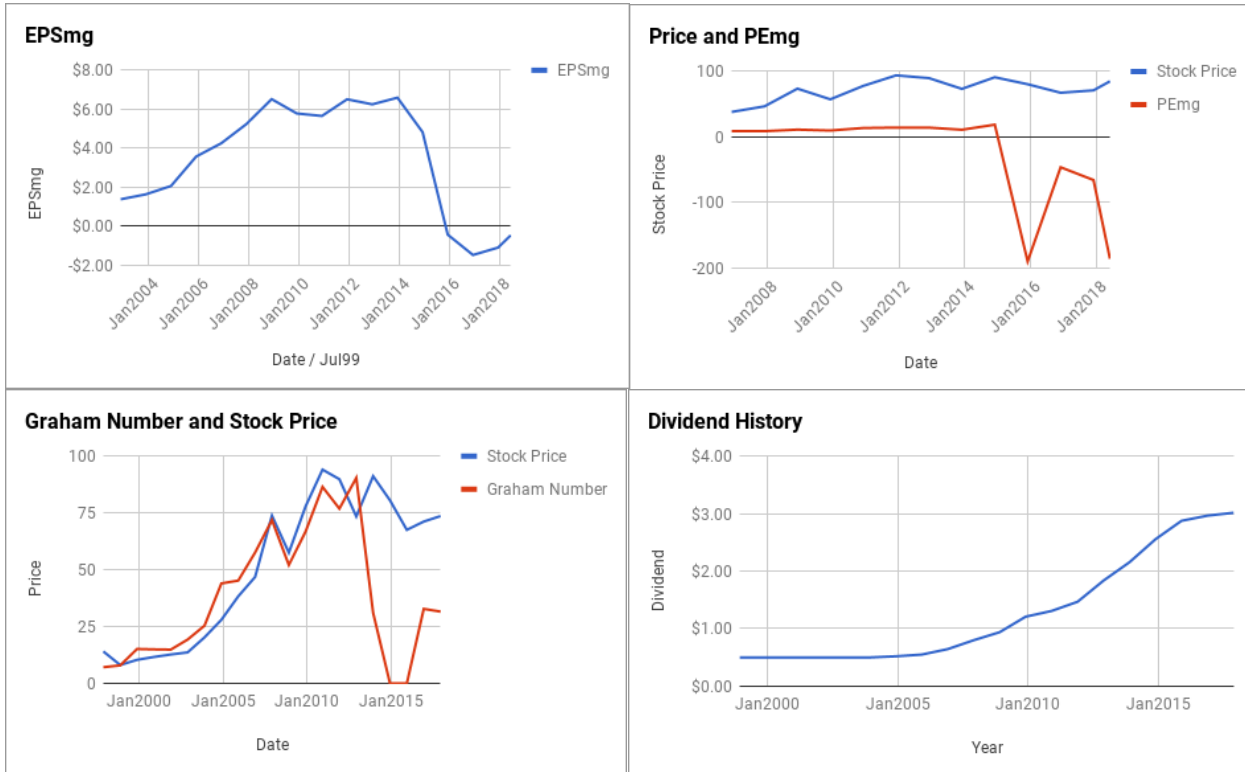 EPSmg
EPSmg
$8.00
$6.00
$4.00
$2.00
$0.00
-$2.00
EPSmg
Jan2004
Jan2006
Jan2008
Jan2010
Jan2012
Jan2014
Jan2016
Jan2018
Date / Jul99
Price and PEmg
Stock Price
PEmg
100
0
-100
-200
Stock Price
Jan2008
Jan2010
Jan2012
Jan2014
Jan2016
Jan2018
Date
Graham Number and Stock Price
Stock Price
Graham Number
100
75
50
25
0
Price
Jan2000
Jan2005
Jan2010
Jan2015
Date
Dividend History
$4.00
$3.00
$2.00
$1.00
$0.00
Dividend
Jan2000
Jan2005
Jan2010
Jan2015
Year